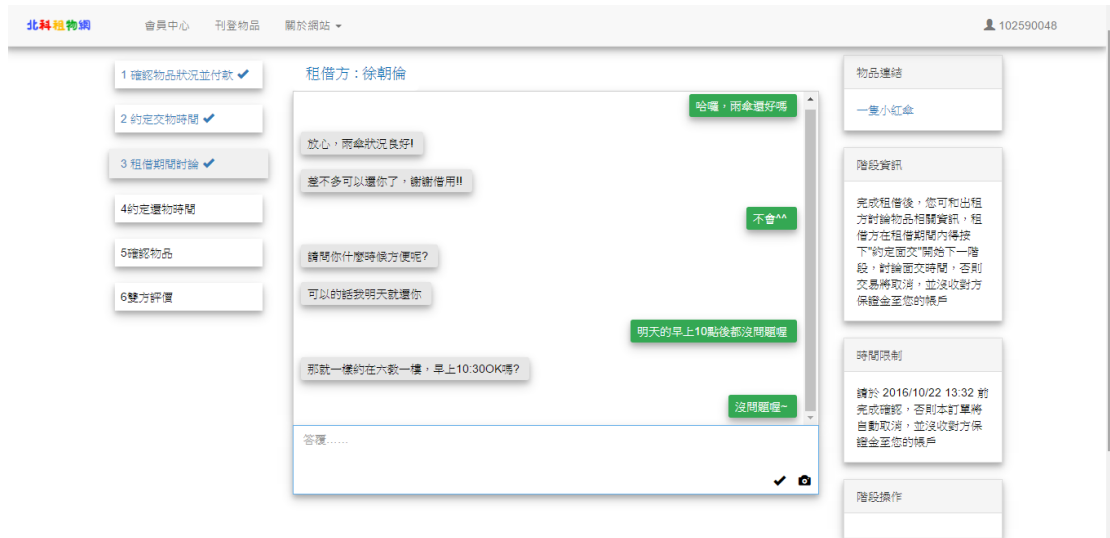 北科租物網 會員中心 刊登物品 關於網站 102590048
1 確認物品狀況並付款
2 約定交物時間
3 租借期間討論
4約定還物時間
5確認物品
6雙方評價
租借方：徐朝倫
哈囉，雨傘還好嗎
放心，雨傘狀況良好!
差不多可以還你了，謝謝借用!!
不會^^
請問你什麼時候方便呢?
可以的話我明天就還你
明天的早上10點後都沒問題喔
那就一樣約在六教一樓，早上10:30OK嗎?
沒問題喔~
答覆……
物品連結
一隻小紅傘
階段資訊
完成租借後，您可和出租
方討論物品相關資訊，租
借方在租借期間內得按
下"約定面交"開始下一階
段，討論面交時間，否則
交易將取消，並沒收對方
保證金至您的帳戶
時間限制
請於 2016/10/22 13:32 前
完成確認，否則本訂單將
自動取消，並沒收對方保
證金至您的帳戶
階段操作